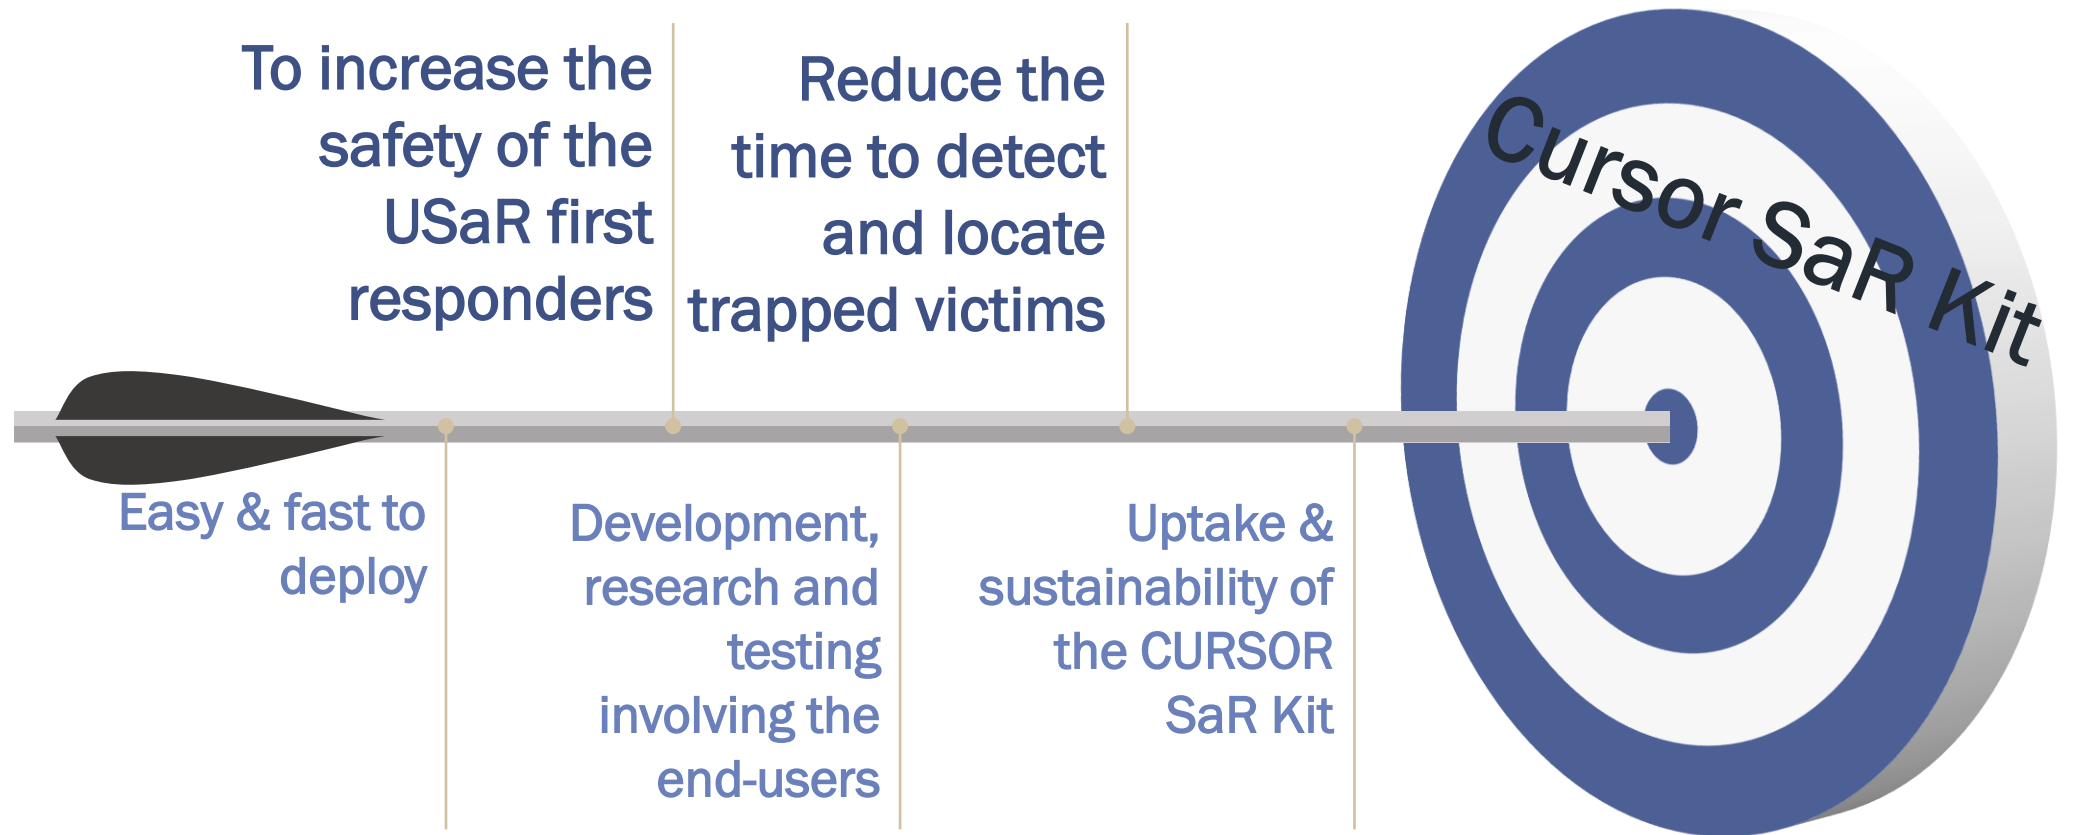 To increase the
safety of the
USaR first
responders
Reduce the
time to detect
and locate
trapped victims
Cursor SaR Kit
Easy & fast to
deploy
Development,
research and
testing
involving the
end-users
Uptake &
sustainability of
the CURSOR
SaR Kit